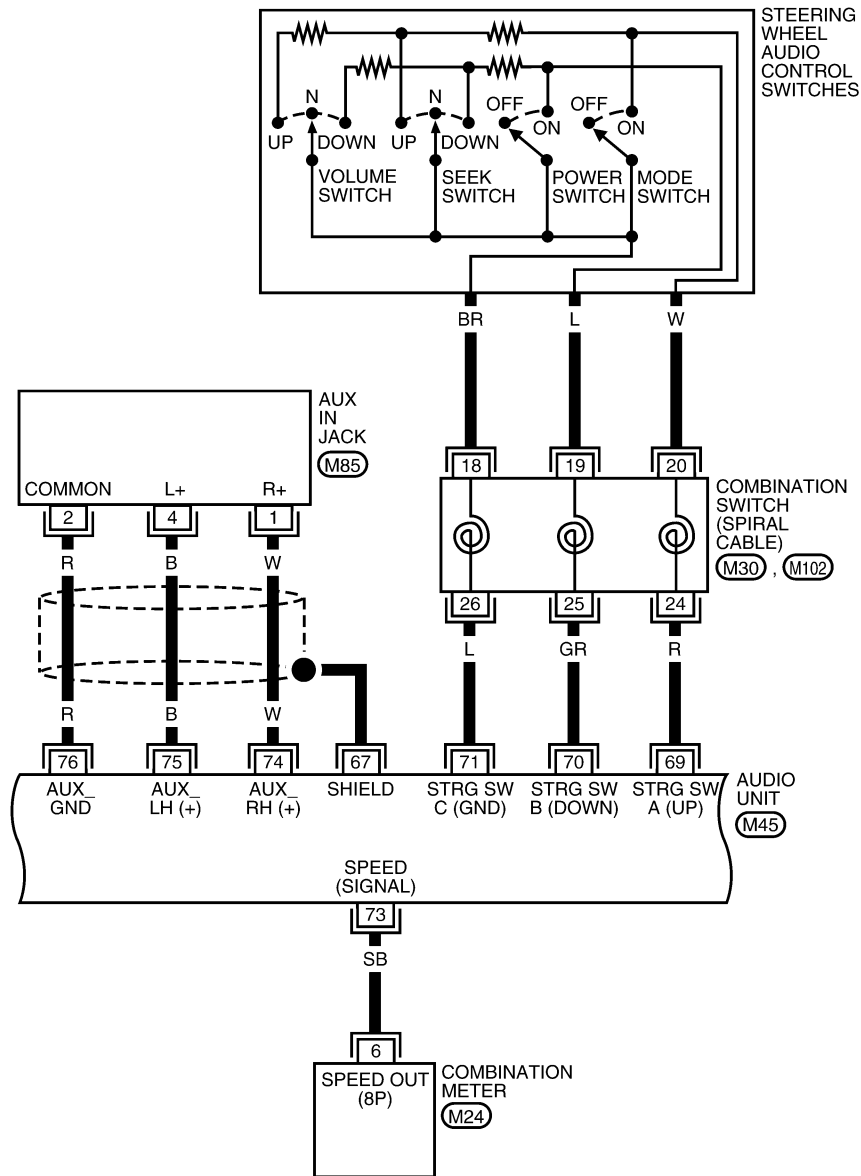 STEERING
WHEEL
AUDIO
CONTROL
SWITCHES
N
N
OFF
OFF
ON
ON
UP
DOWN
UP
DOWN
VOLUME
SWITCH
SEEK
SWITCH
POWER
SWITCH
MODE
SWITCH
BR
L
W
AUX
IN
JACK
M85
COMMON
L+
R+
2
4
1
R
B
W
18
19
20
COMBINATION
SWITCH
(SPIRAL
CABLE)
M30 , M102
26
25
24
L
GR
R
R
B
W
76
75
74
67
71
70
69
AUX_
GND
AUX_
LH (+)
AUX_
RH (+)
SHIELD
STRG SW
C (GND)
STRG SW
B (DOWN)
STRG SW
A (UP)
AUDIO
UNIT
M45
SPEED
(SIGNAL)
73
SB
6
SPEED OUT
(8P)
COMBINATION
METER
M24